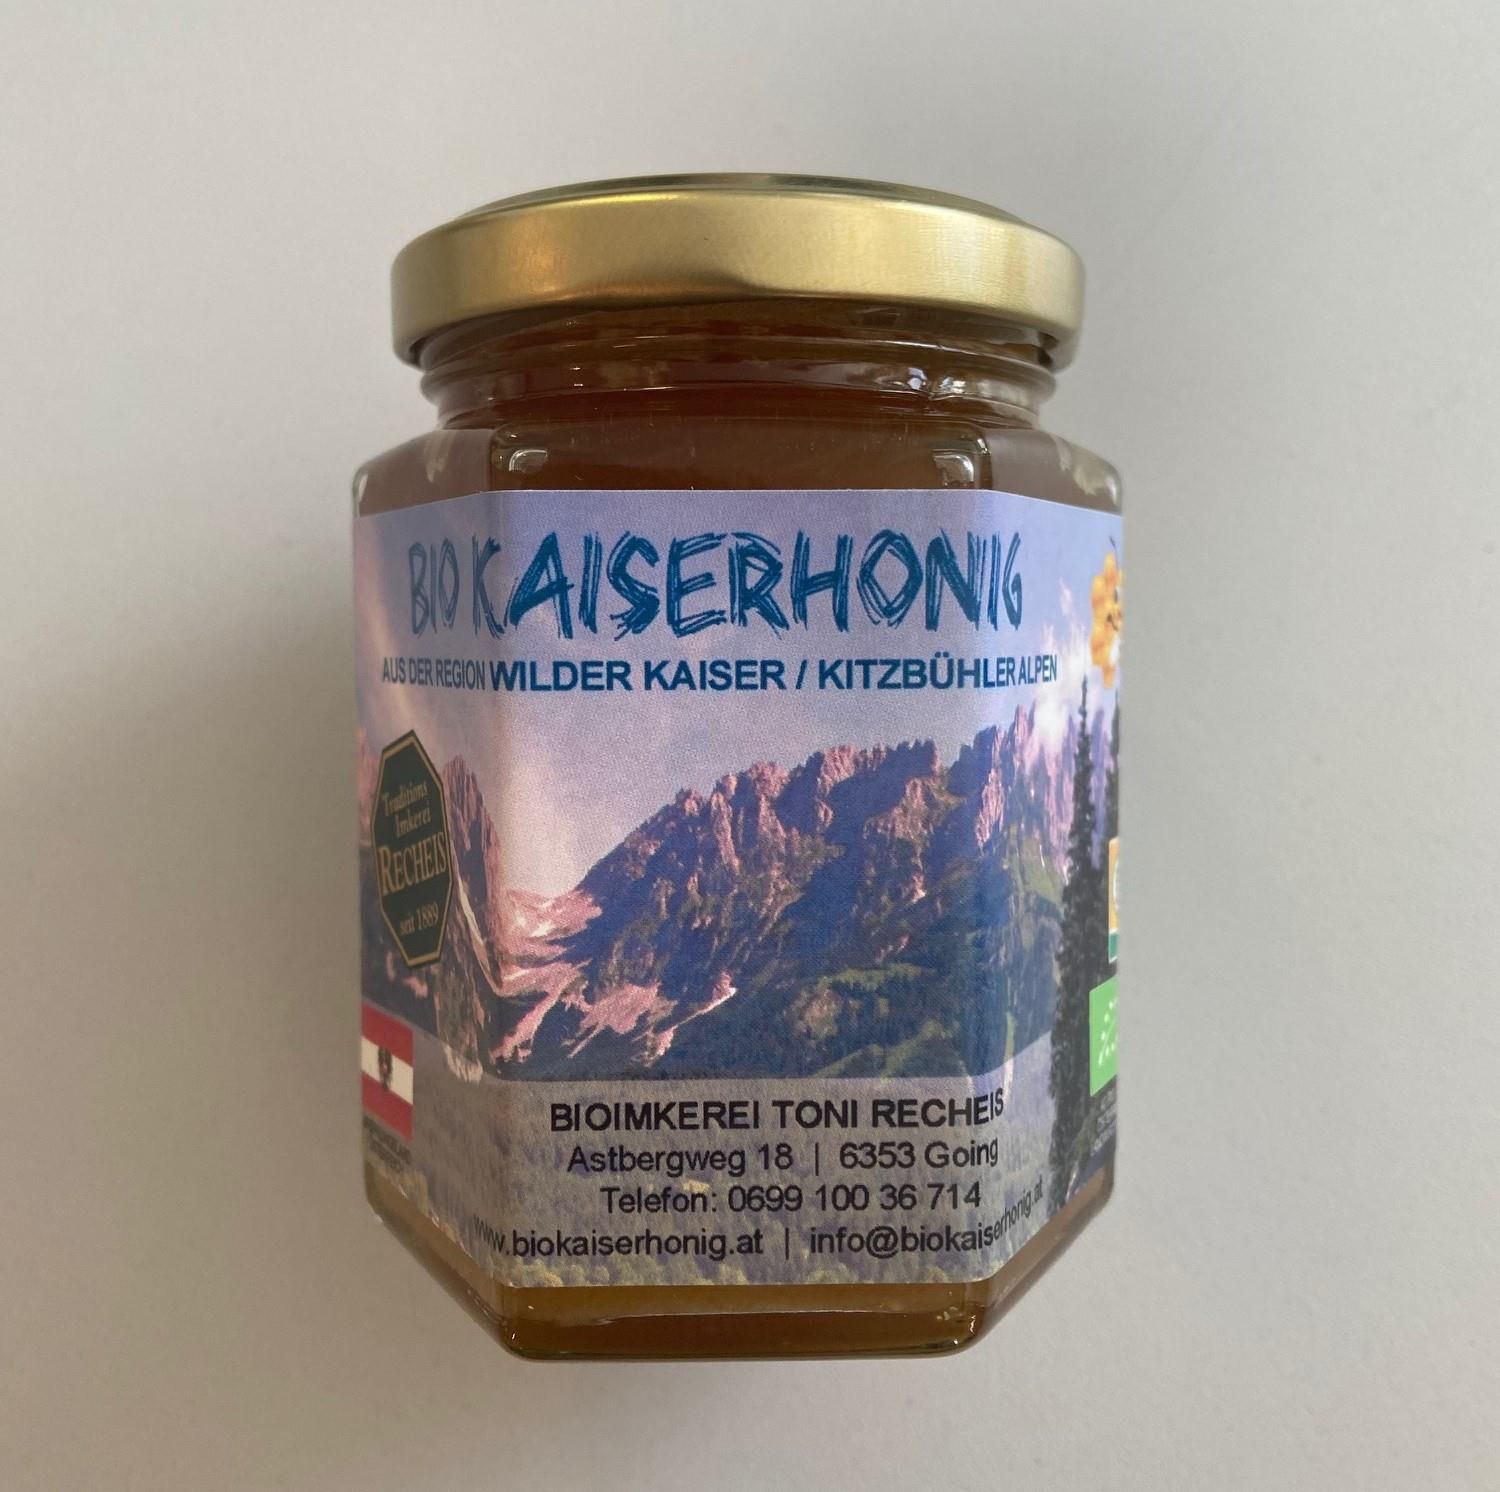 BIO KAISERHONIG
AUS DER REGION WILDER KAISER / KITZBÜHLER ALPEN
Traditions
Imkerei
RECHEIS
seit 1889
BIOIMKEREI TONI RECHEIS
Astbergweg 18 | 6353 Going
Telefon: 0699 100 36 714
www.biokaiserhonig.at | info@biokaiserhonig.at